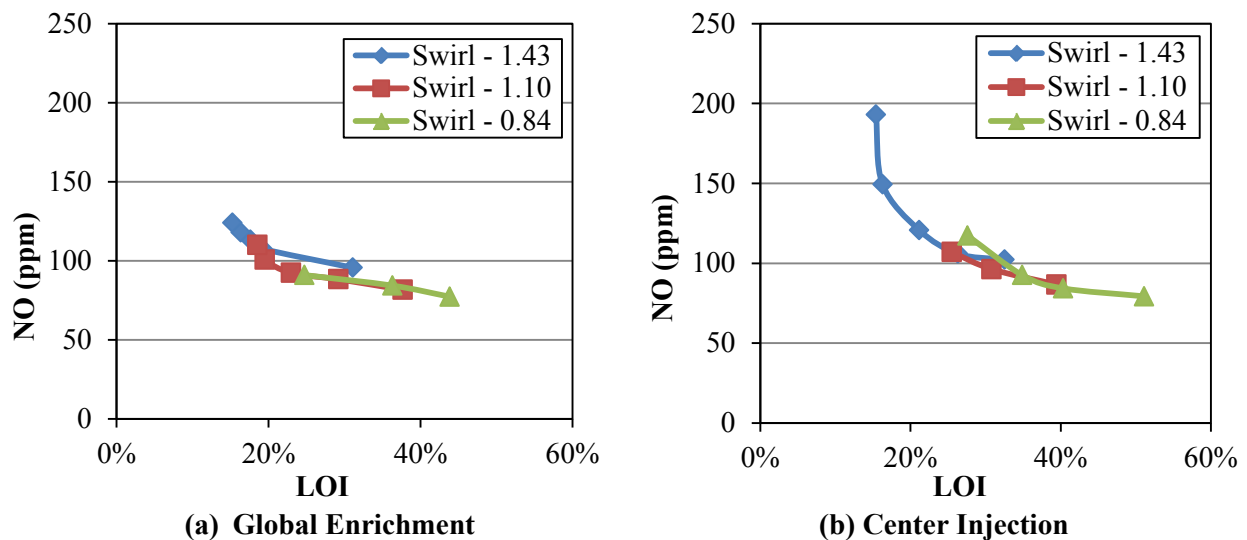 250
200
150
100
50
0
NO (ppm)
Swirl - 1.43
Swirl - 1.10
Swirl - 0.84
0%
20%
40%
60%
LOI
(a) Global Enrichment
250
200
150
100
50
0
NO (ppm)
Swirl - 1.43
Swirl - 1.10
Swirl - 0.84
0%
20%
40%
60%
LOI
(b) Center Injection